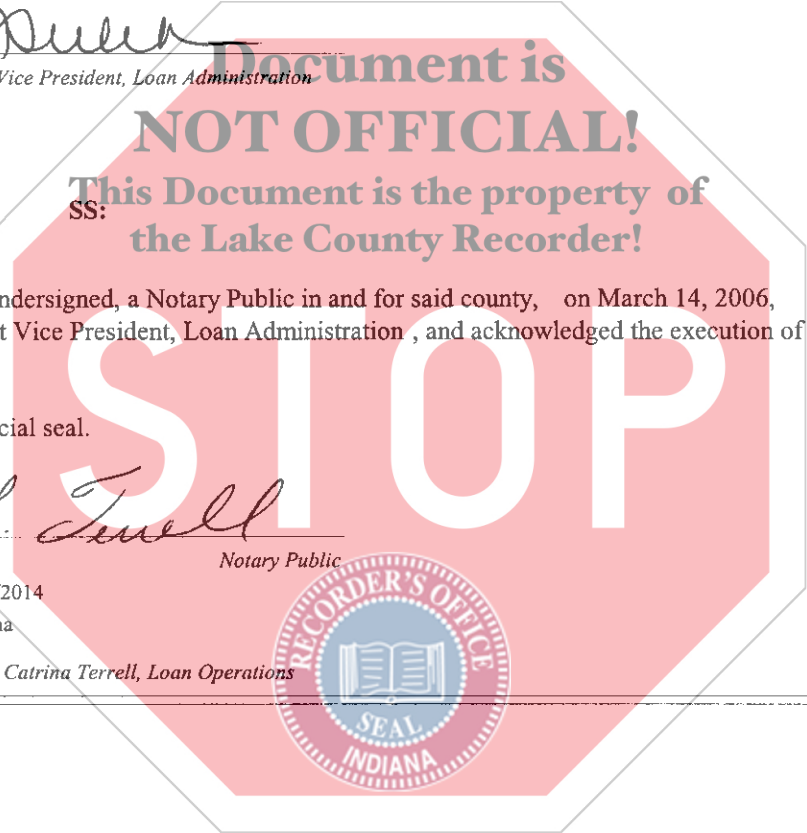 Document is
Vice President, Loan Administration
NOT OFFICIAL!
This Document is the property of
SS:
the Lake County Recorder!
ndersigned, a Notary Public in and for said county, on March 14, 2006,
t Vice President, Loan Administration , and acknowledged the execution of
STOP
cial seal.
Terrell
Notary Public
2014
na
Catrina Terrell, Loan Operations
RECORDER'S OFFICE
SEAL
INDIANA